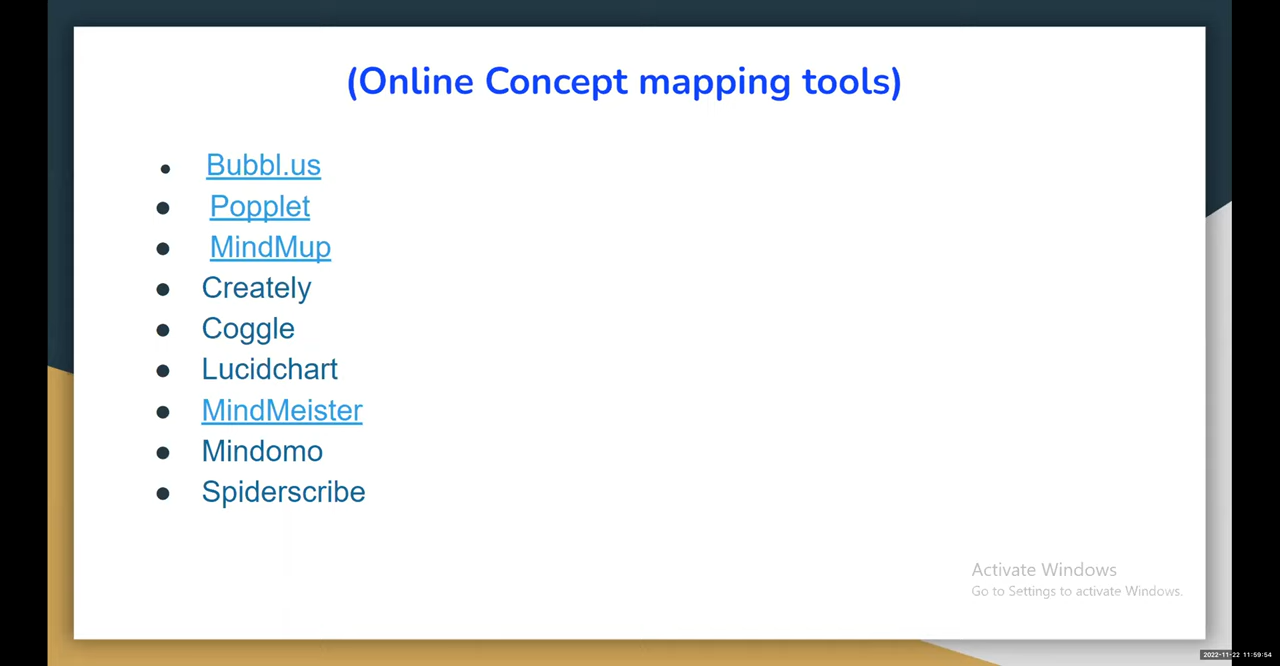 (Online Concept mapping tools)
● Bubbl.us
● Popplet
● MindMup
● Creately
● Coggle
● Lucidchart
● MindMeister
● Mindomo
● Spiderscribe
Activate Windows
Go to Settings to activate Windows.
2022-11-22 11:59:54